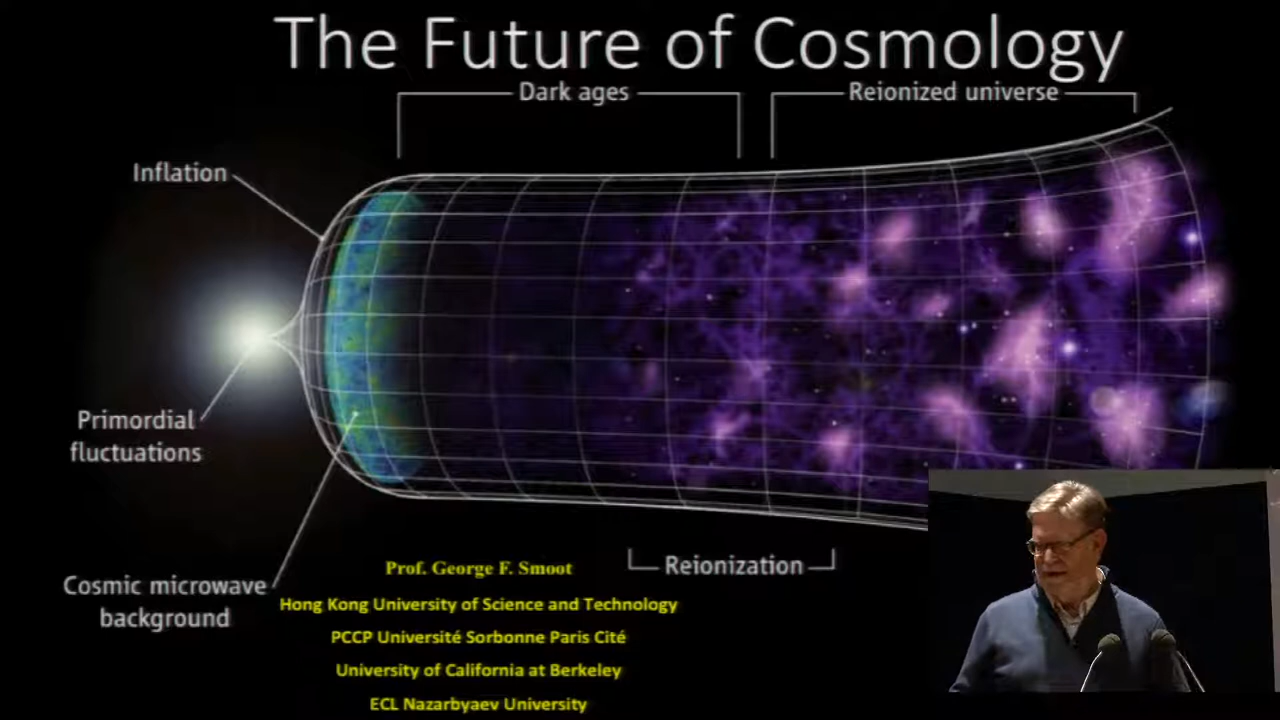 The Future of Cosmology
Dark ages
Reionized universe
Inflation
Primordial
fluctuations
Cosmic microwave
background
Reionization
Prof. George F. Smoot
Hong Kong University of Science and Technology
PCCP Université Sorbonne Paris Cité
University of California at Berkeley
ECL Nazarbyaev University